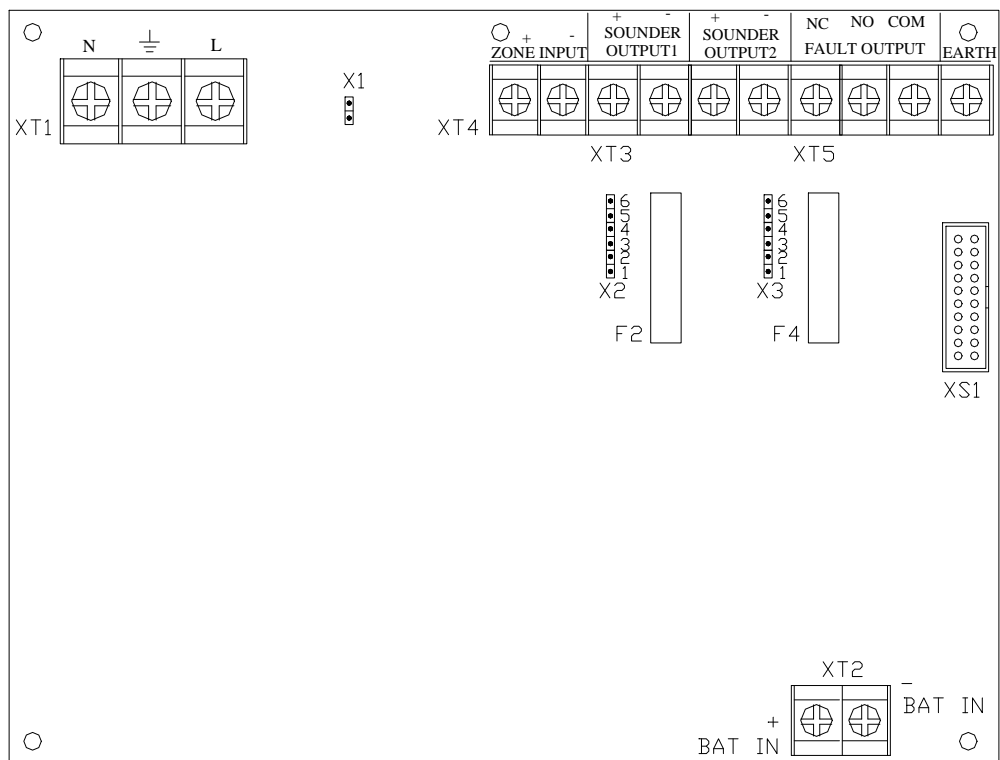 N ⏚ L
X1
XT1
+ - + - + - NC NO COM
ZONE INPUT SOUNDER OUTPUT1 SOUNDER OUTPUT2 FAULT OUTPUT EARTH
XT4
XT3 XT5
6 6
5 5
4 4
3 3
2 2
1 1
X2 X3
F2 F4
XS1
XT2
-
BAT IN
+
BAT IN